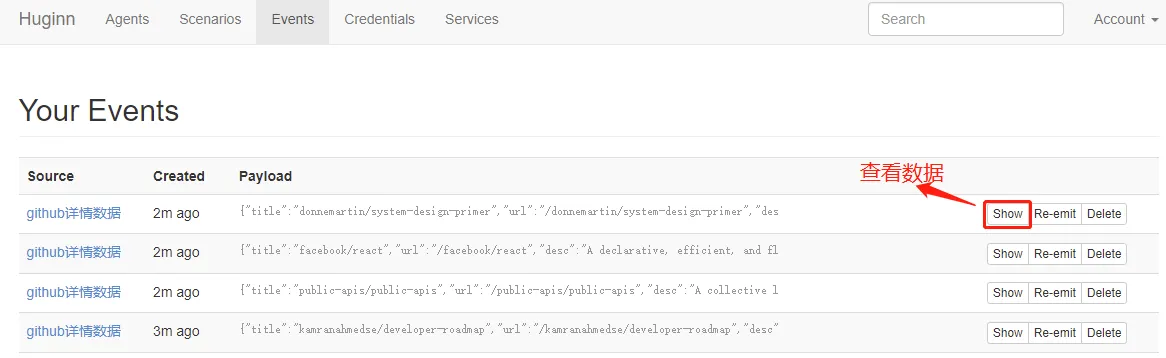 Huginn Agents Scenarios Events Credentials Services Search Account
Your Events
Source Created Payload
查看数据
github详情数据 2m ago {"title":"donnemartin/system-design-primer","url":"/donnemartin/system-design-primer","des Show Re-emit Delete
github详情数据 2m ago {"title":"facebook/react","url":"/facebook/react","desc":"A declarative, efficient, and fl Show Re-emit Delete
github详情数据 2m ago {"title":"public-apis/public-apis","url":"/public-apis/public-apis","desc":"A collective l Show Re-emit Delete
github详情数据 3m ago {"title":"kamranahmedse/developer-roadmap","url":"/kamranahmedse/developer-roadmap","desc" Show Re-emit Delete